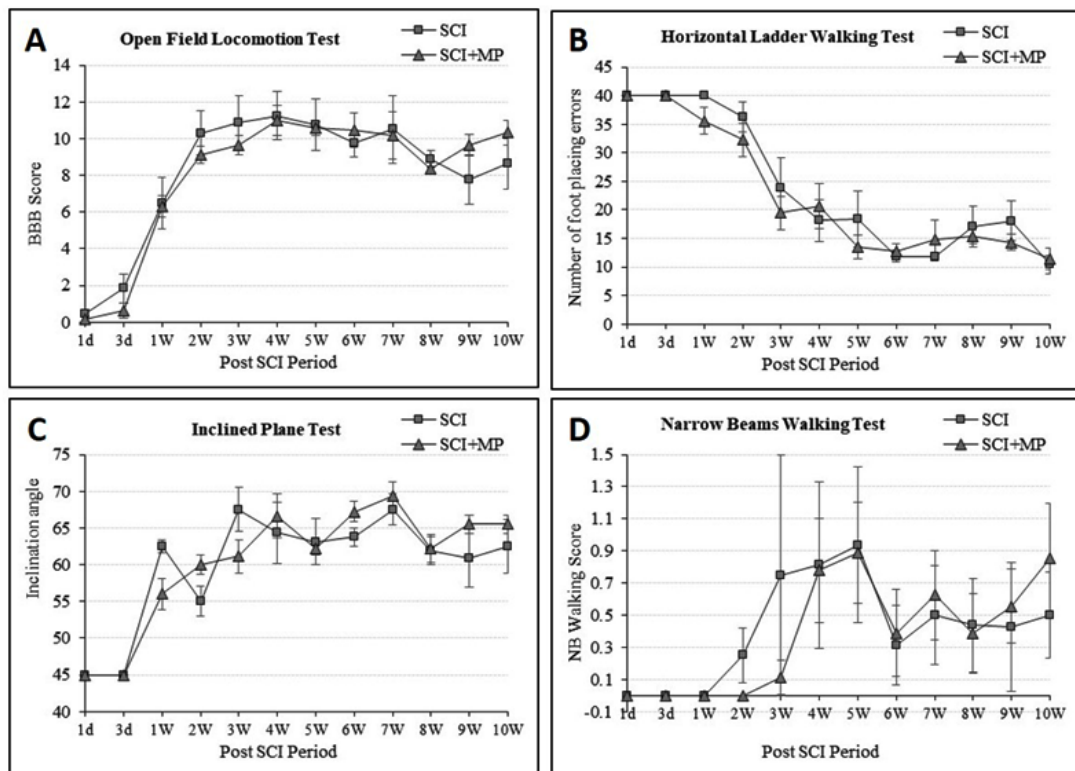 A
Open Field Locomotion Test
SCI
SCI+MP
BBB Score
14
12
10
8
6
4
2
0
1d 3d 1W 2W 3W 4W 5W 6W 7W 8W 9W 10W
Post SCI Period
B
Horizontal Ladder Walking Test
SCI
SCI+MP
Number of foot placing errors
45
40
35
30
25
20
15
10
5
0
1d 3d 1W 2W 3W 4W 5W 6W 7W 8W 9W 10W
Post SCI Period
C
Inclined Plane Test
SCI
SCI+MP
Inclination angle
75
70
65
60
55
50
45
40
1d 3d 1W 2W 3W 4W 5W 6W 7W 8W 9W 10W
Post SCI Period
D
Narrow Beams Walking Test
SCI
SCI+MP
NB Walking Score
1.5
1.3
1.1
0.9
0.7
0.5
0.3
0.1
-0.1
1d 3d 1W 2W 3W 4W 5W 6W 7W 8W 9W 10W
Post SCI Period